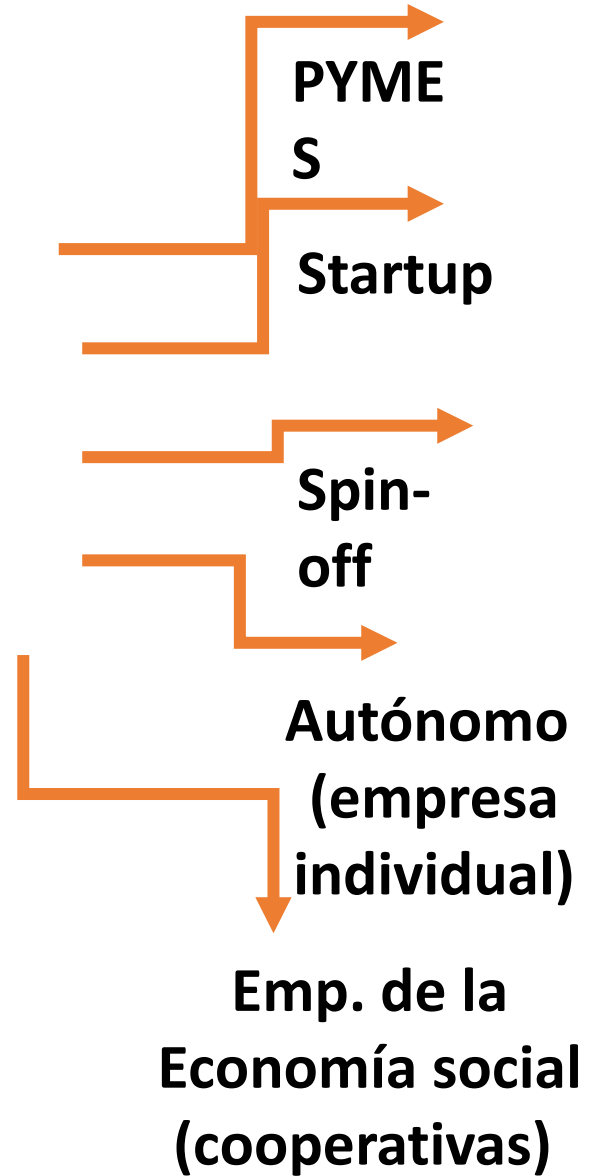 PYME
S
Startup
Spin-
off
Autónomo
(empresa
individual)
Emp. de la
Economía social
(cooperativas)